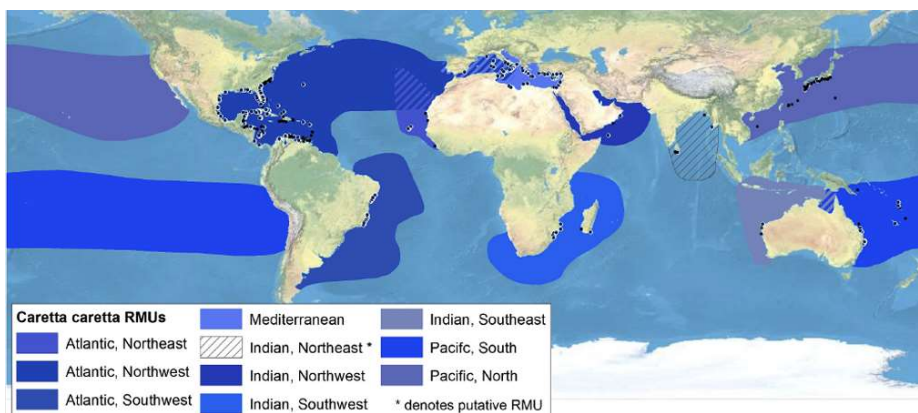 Caretta caretta RMUs
Atlantic, Northeast
Atlantic, Northwest
Atlantic, Southwest
Mediterranean
Indian, Northeast *
Indian, Northwest
Indian, Southwest
Indian, Southeast
Pacifc, South
Pacific, North
* denotes putative RMU